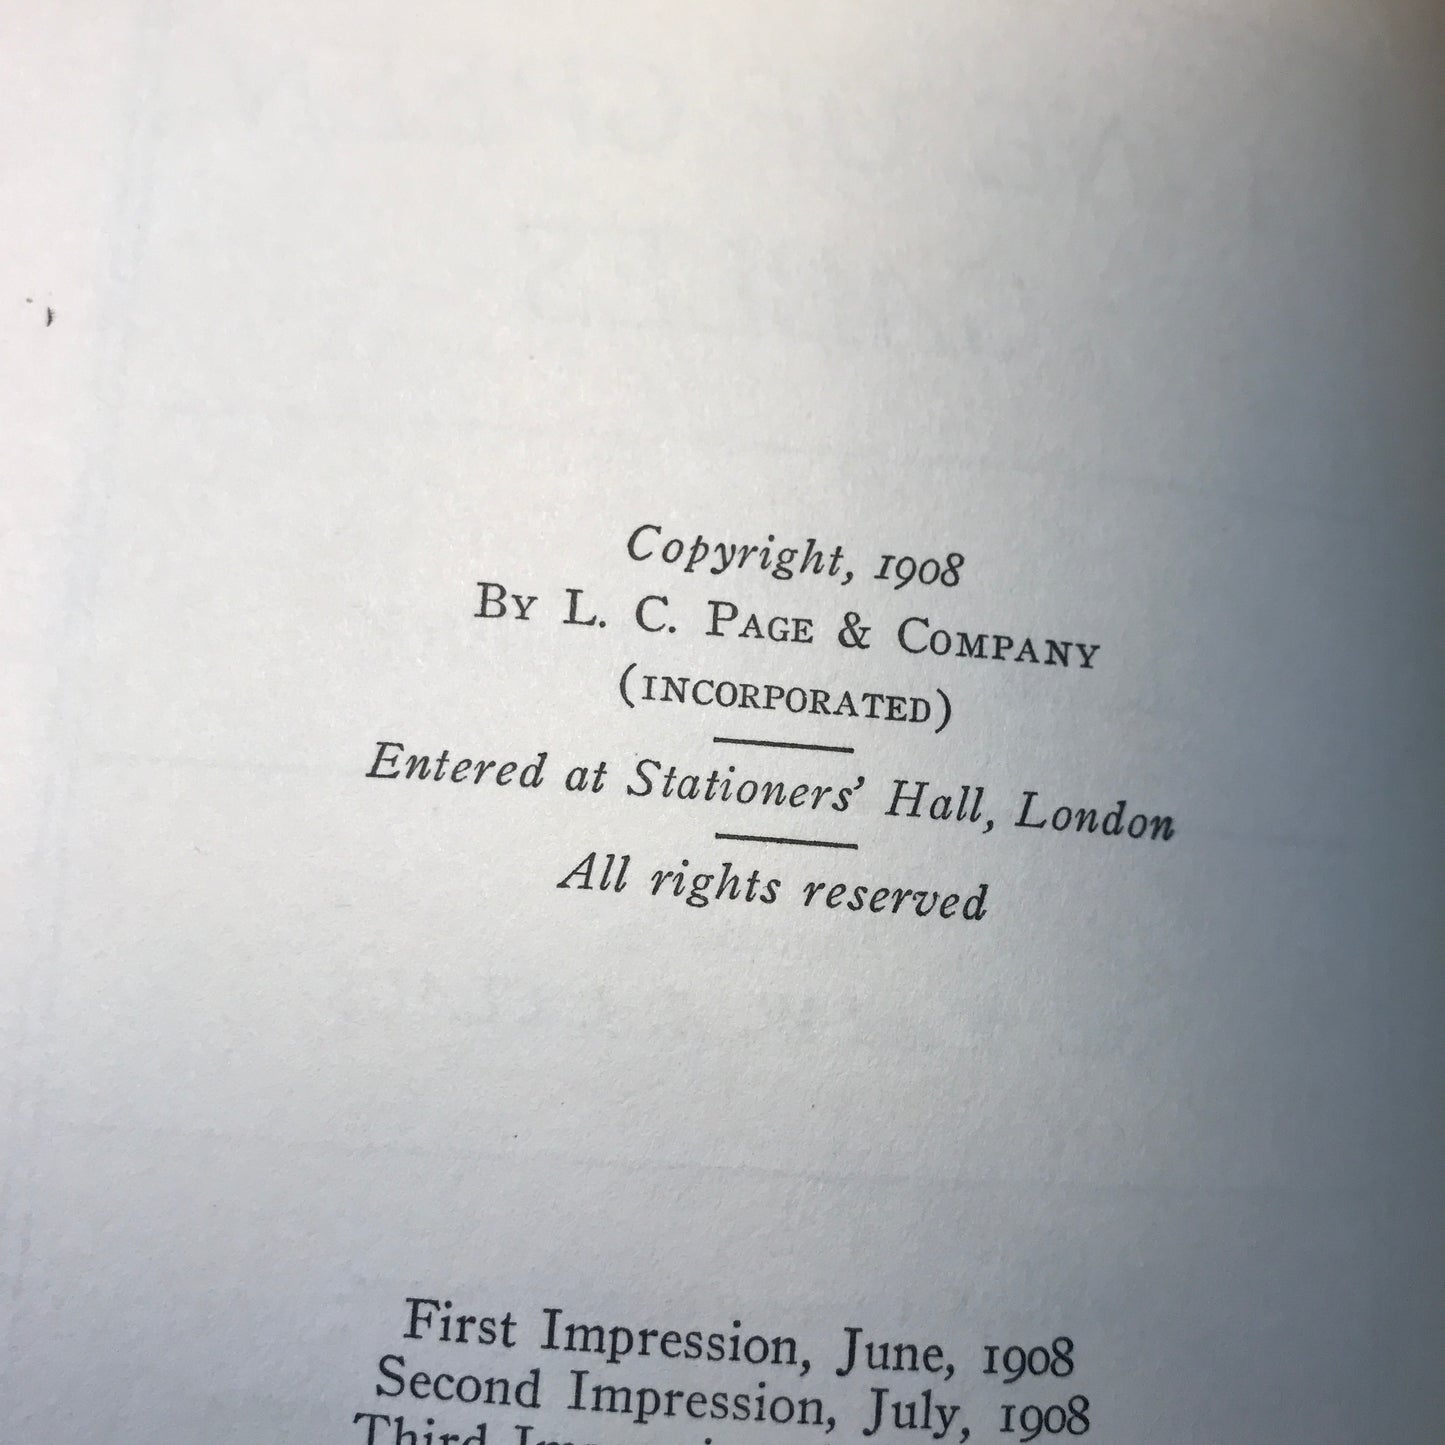 Copyright, 1908
By L. C. Page & Company
(INCORPORATED)
Entered at Stationers' Hall, London
All rights reserved
First Impression, June, 1908
Second Impression, July, 1908
Third